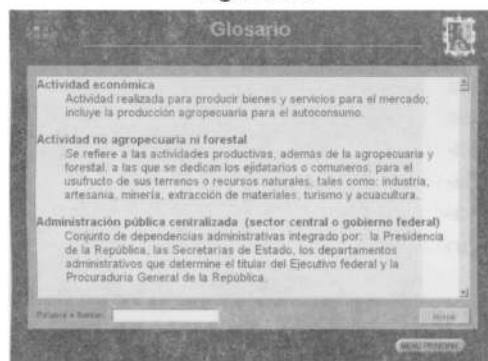 Glosario
Actividad económica
Actividad realizada para producir bienes y servicios para el mercado;
incluye la producción agropecuaria para el autoconsumo.
Actividad no agropecuaria ni forestal
Se refiere a las actividades productivas, además de la agropecuaria y
forestal, a las que se dedican los ejidatarios o comuneros, para el
usufructo de sus terrenos o recursos naturales, tales como: industria,
artesanía, minería, extracción de materiales, turismo y acuacultura.
Administración pública centralizada (sector central o gobierno federal)
Conjunto de dependencias administrativas integrado por: la Presidencia
de la República, las Secretarías de Estado, los departamentos
administrativos que determine el titular del Ejecutivo federal y la
Procuraduría General de la República.
Palabra a
MENU PRINCIPAL